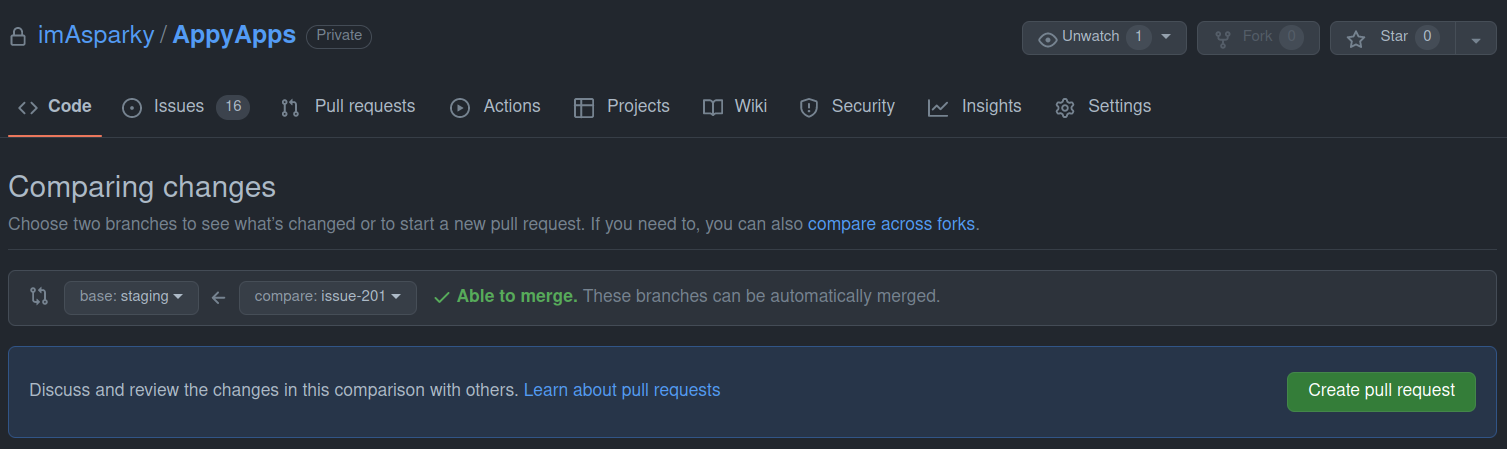 imAsparky / AppyApps Private Unwatch 1 Fork 0 Star 0
Code Issues 16 Pull requests Actions Projects Wiki Security Insights Settings
Comparing changes
Choose two branches to see what's changed or to start a new pull request. If you need to, you can also compare across forks.
base: staging compare: issue-201 Able to merge. These branches can be automatically merged.
Discuss and review the changes in this comparison with others. Learn about pull requests Create pull request